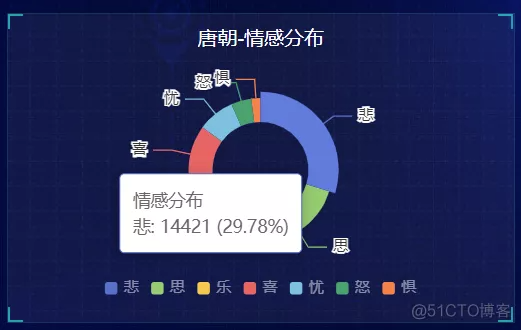 唐朝-情感分布
惧
怒
忧
悲
喜
情感分布
悲: 14421 (29.78%)
思
悲 思 乐 喜 忧 怒 惧
@51CTO博客